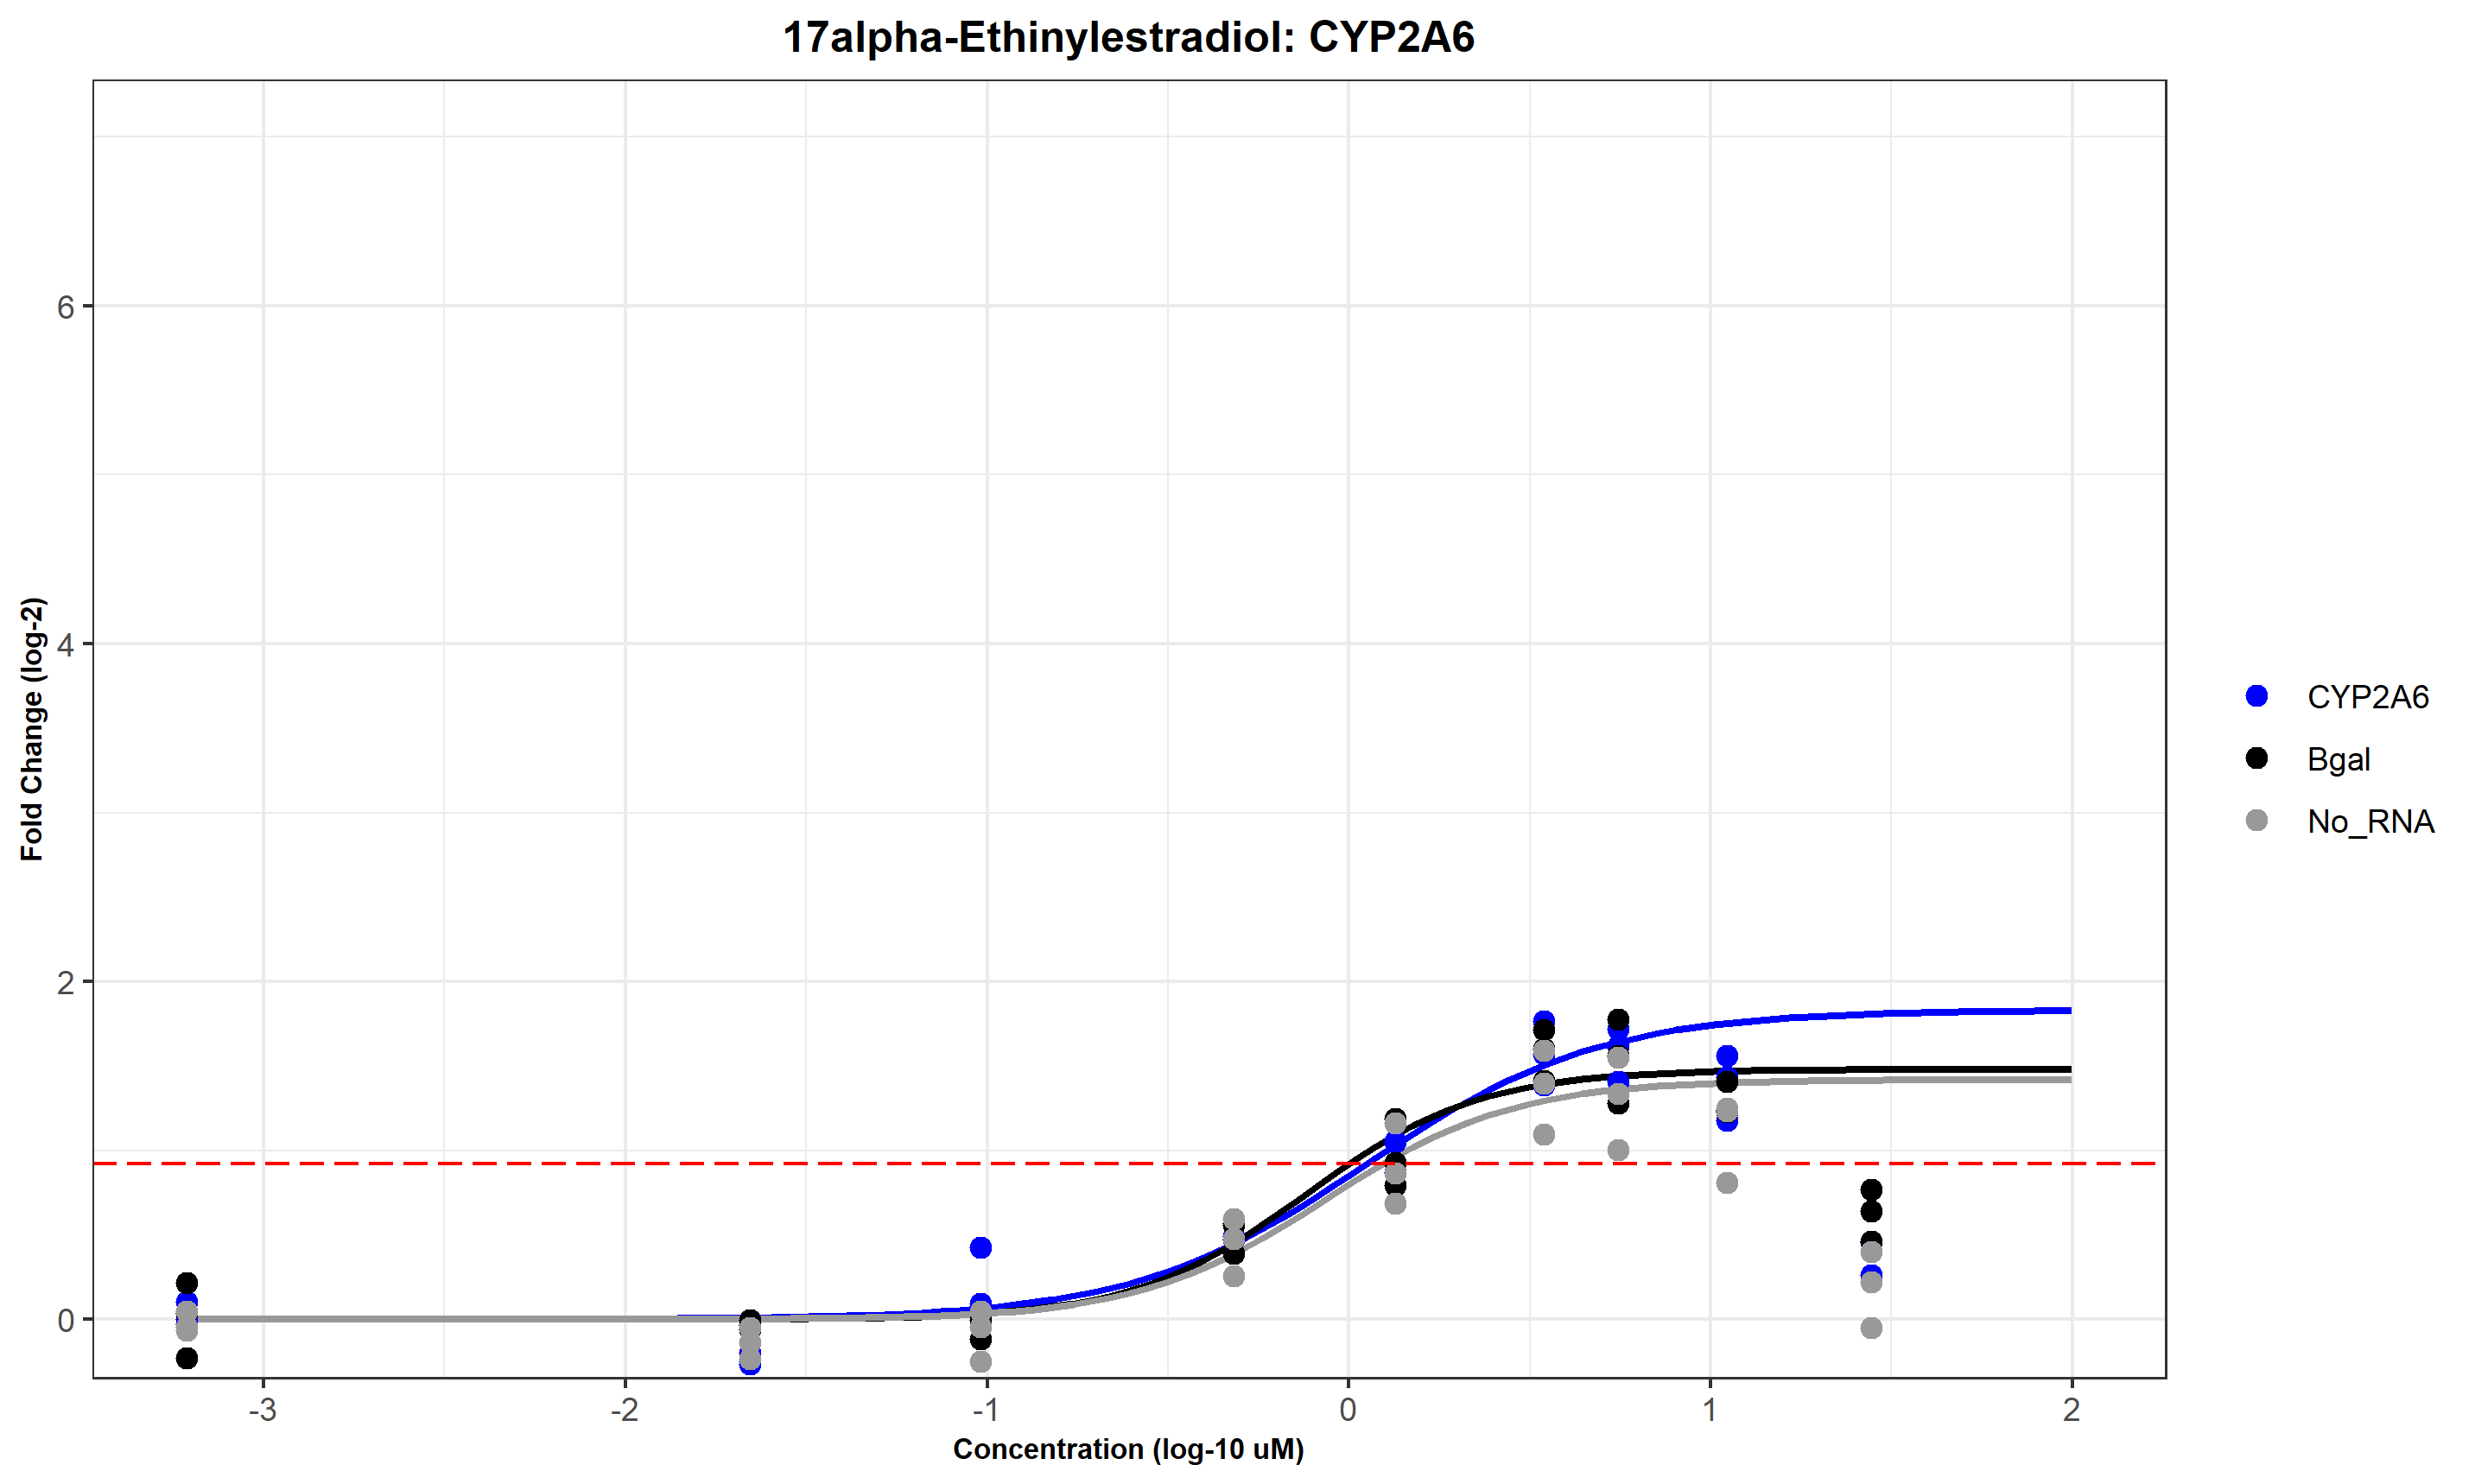 17alpha-Ethinylestradiol: CYP2A6
Fold Change (log-2)
6
4
2
0
-3
-2
-1
0
1
2
Concentration (log-10 uM)
CYP2A6
Bgal
No_RNA